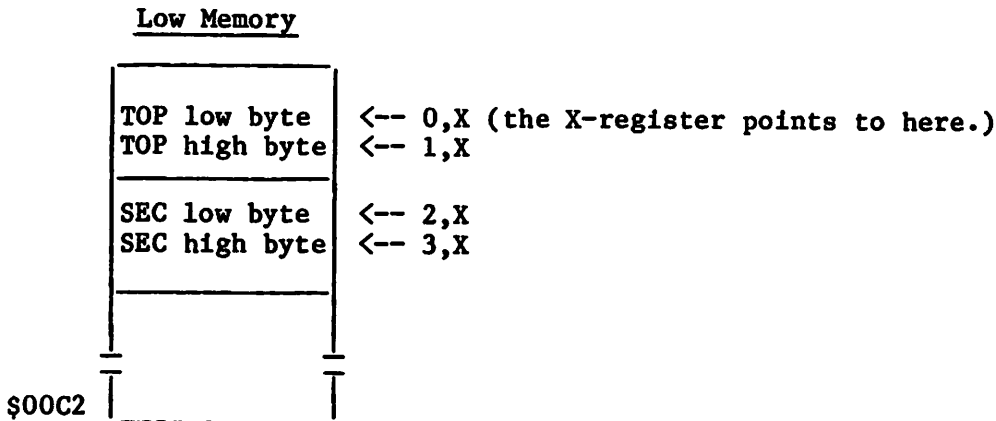 Low Memory
TOP low byte <-- 0,X (the X-register points to here.)
TOP high byte <-- 1,X
SEC low byte <-- 2,X
SEC high byte <-- 3,X
$00C2